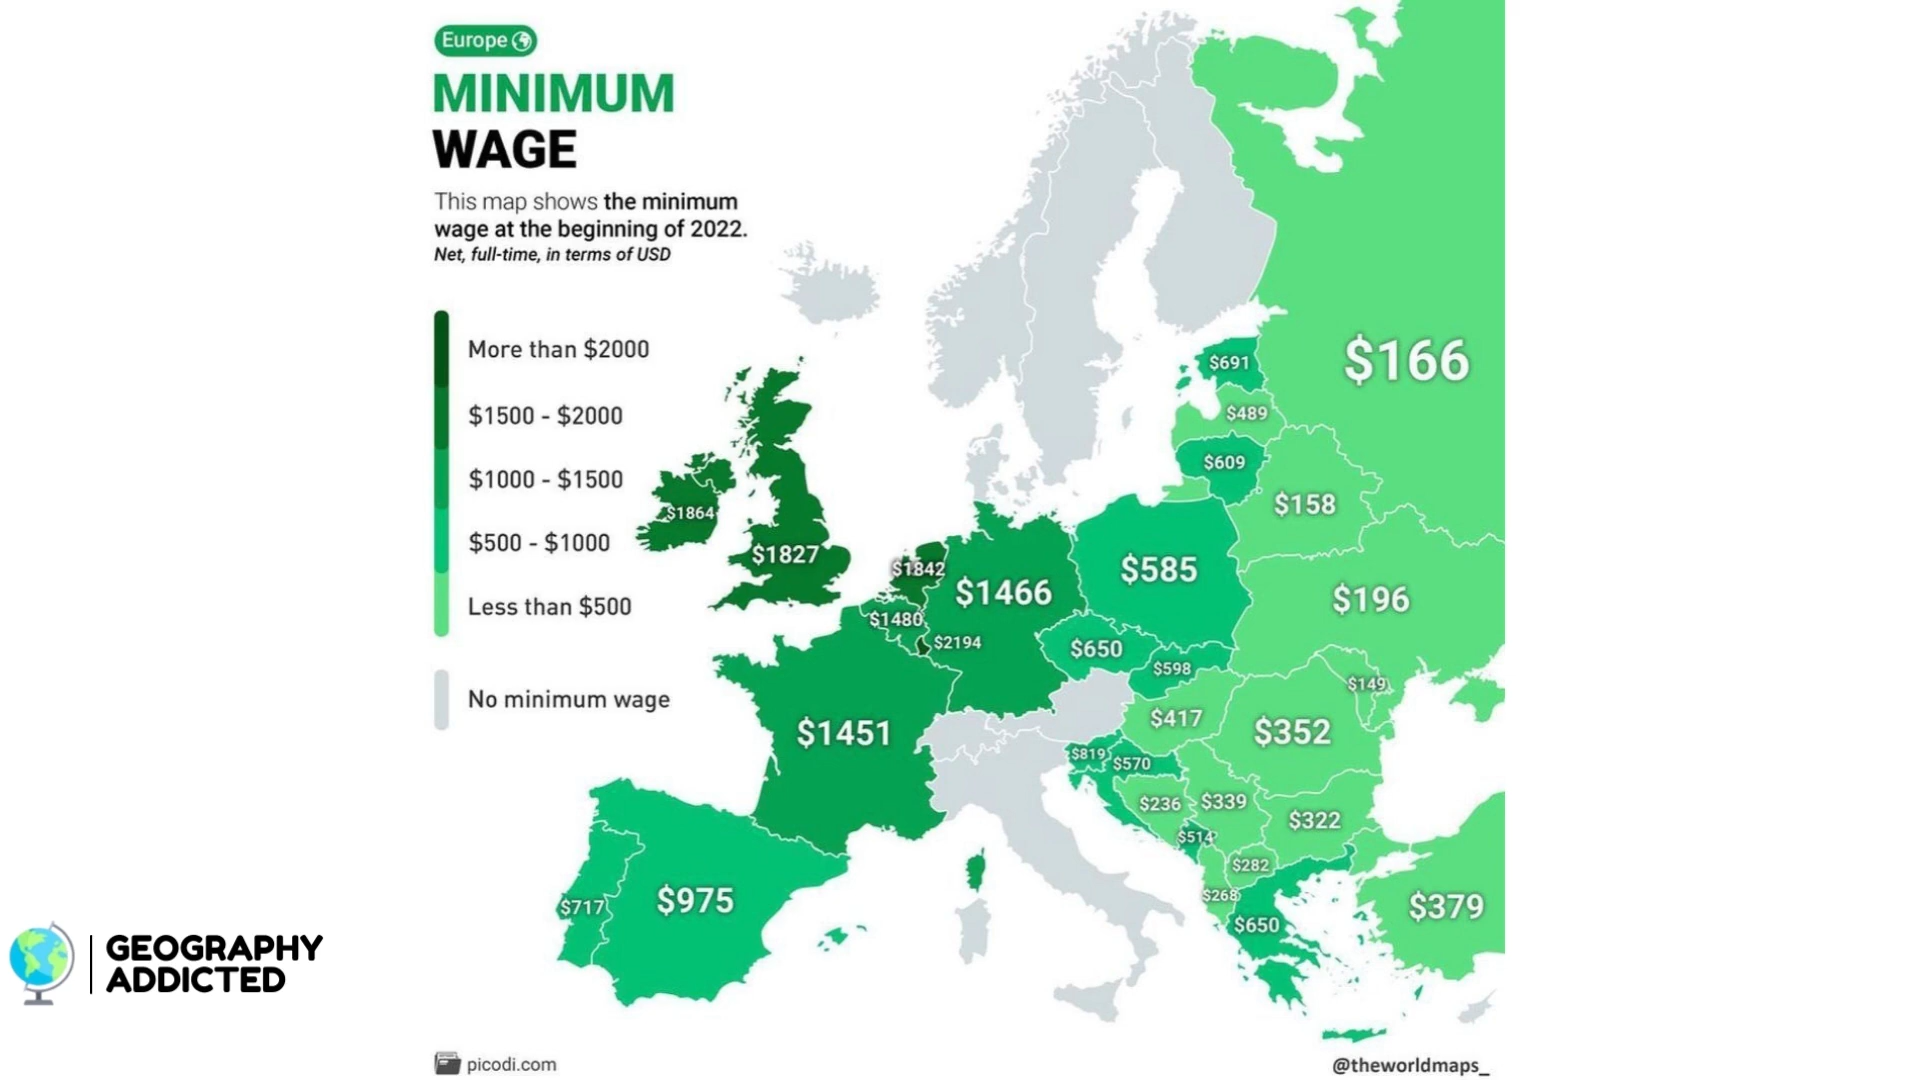 Europe
MINIMUM
WAGE
This map shows the minimum
wage at the beginning of 2022.
Net, full-time, in terms of USD
More than $2000
$1500 - $2000
$1000 - $1500
$500 - $1000
Less than $500
No minimum wage
$166
$691
$489
$609
$158
$1864
$1827
$1842
$1466
$585
$196
$1480
$2194
$650
$598
$149
$417
$352
$1451
$819
$570
$236
$339
$322
$514
$282
$268
$650
$379
$717
$975
GEOGRAPHY
ADDICTED
picodi.com
@theworldmaps_